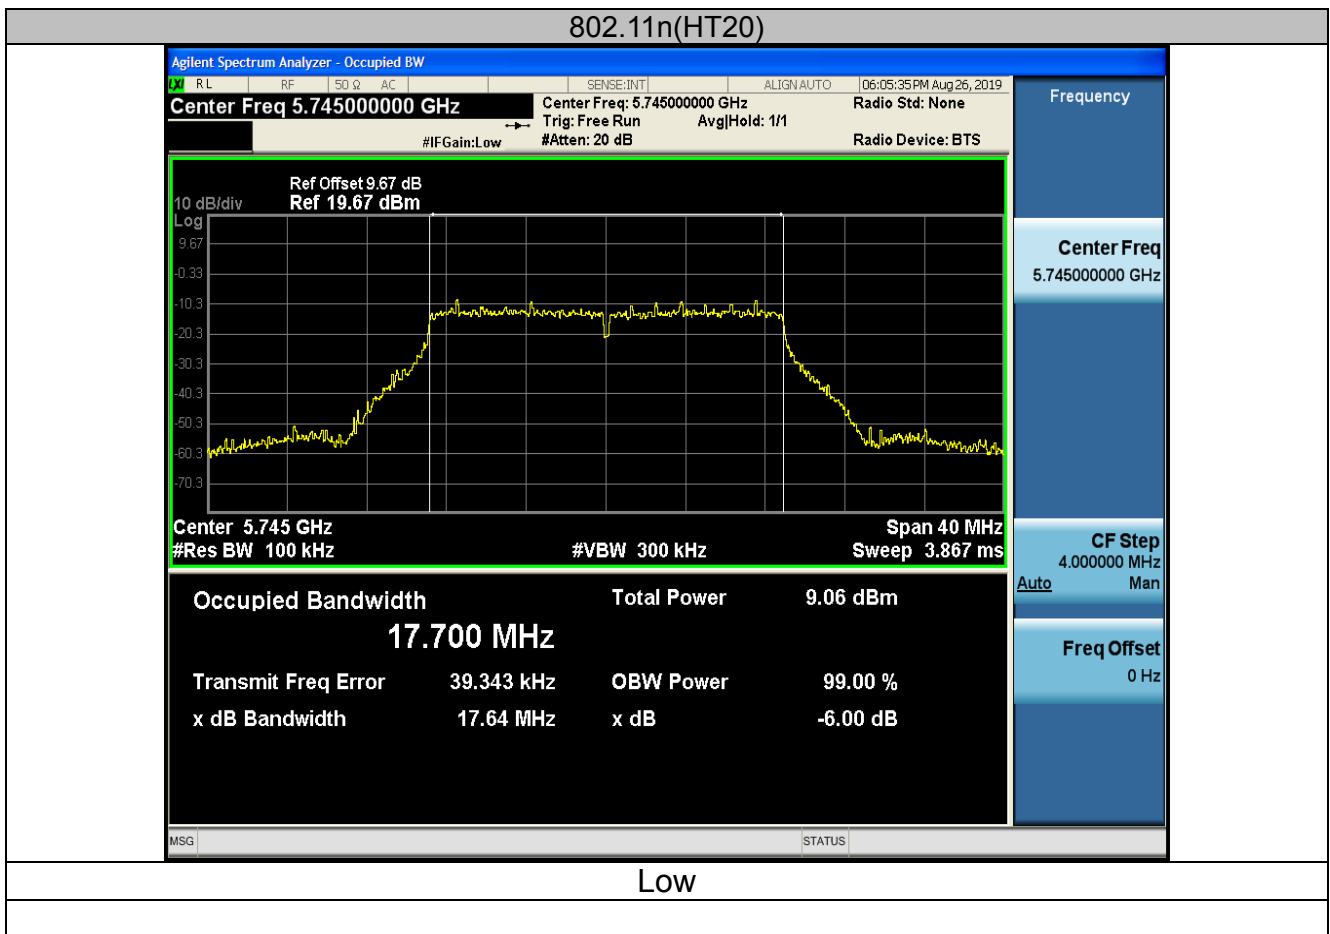 802.11n(HT20)
Agilent Spectrum Analyzer - Occupied BW
LXI RL RF 50 Ω AC SENSE:INT ALIGN AUTO 06:05:35 PM Aug 26, 2019
Center Freq 5.745000000 GHz
Center Freq: 5.745000000 GHz
Radio Std: None
Trig: Free Run Avg|Hold: 1/1
#IFGain:Low
#Atten: 20 dB
Radio Device: BTS
Frequency
Ref Offset 9.67 dB
10 dB/div Ref 19.67 dBm
Log
9.67
-0.33
-10.3
-20.3
-30.3
-40.3
-50.3
-60.3
-70.3
Center 5.745 GHz
Span 40 MHz
#Res BW 100 kHz
#VBW 300 kHz
Sweep 3.867 ms
Center Freq
5.745000000 GHz
CF Step
4.000000 MHz
Auto Man
Freq Offset
0 Hz
Occupied Bandwidth
17.700 MHz
Total Power 9.06 dBm
Transmit Freq Error 39.343 kHz
OBW Power 99.00 %
x dB Bandwidth 17.64 MHz
x dB -6.00 dB
MSG
STATUS
Low